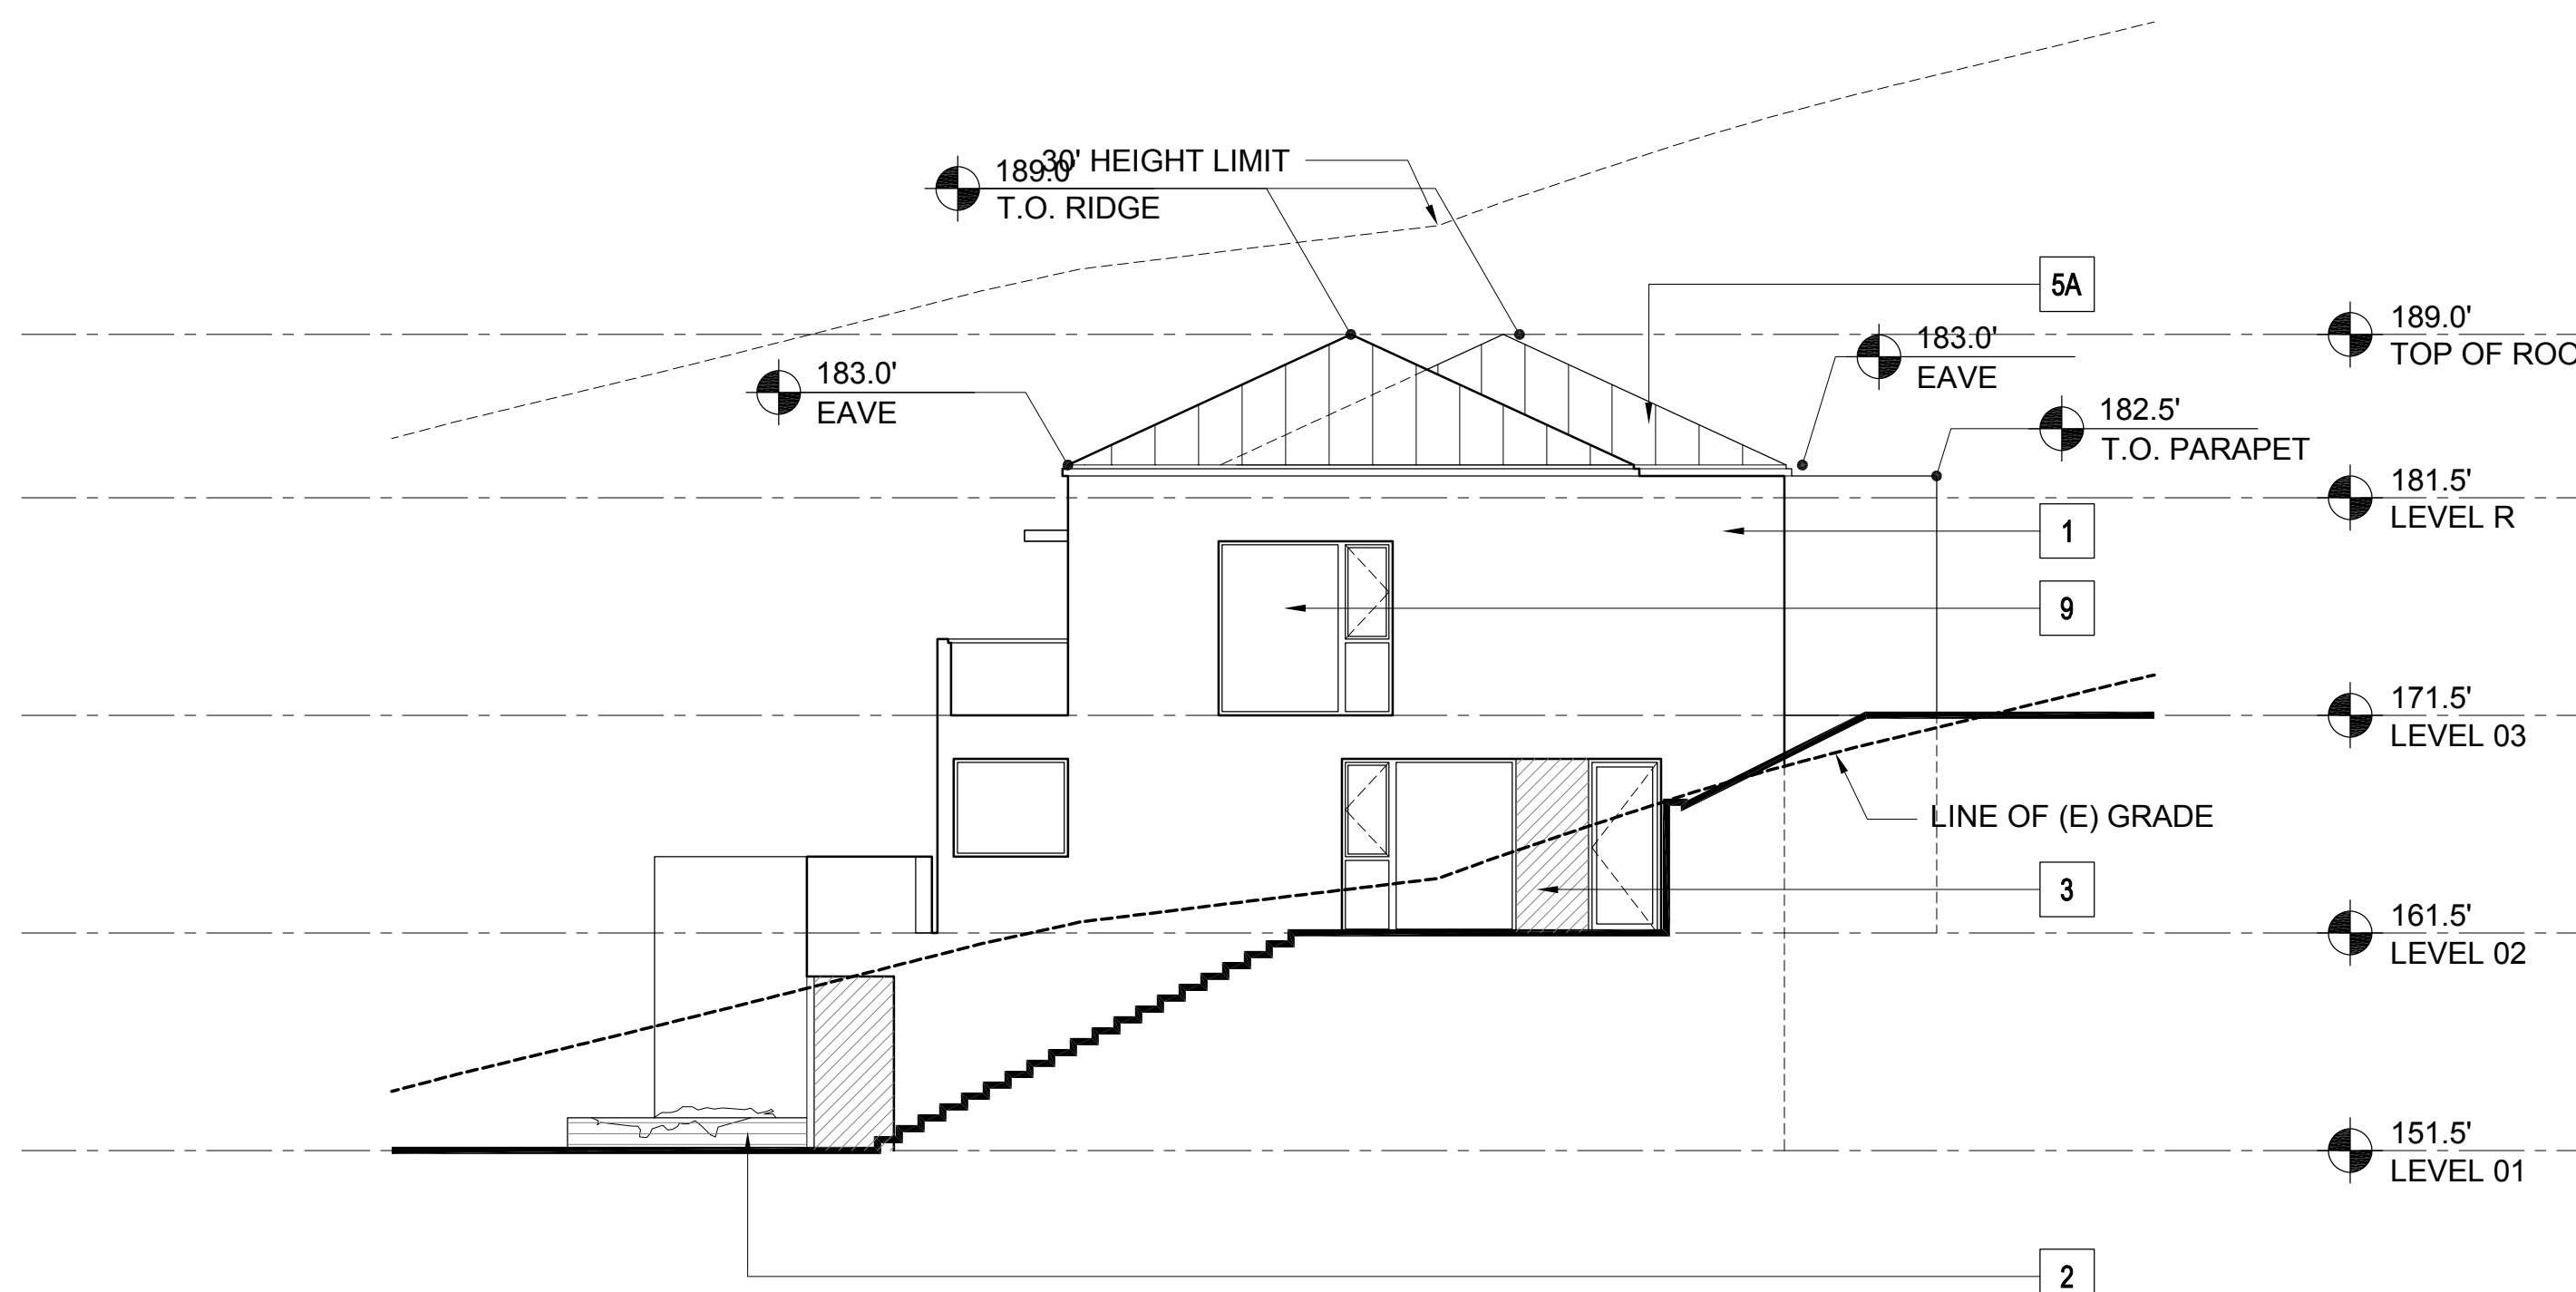 30' HEIGHT LIMIT
189.0'
T.O. RIDGE
5A
189.0'
TOP OF ROO
183.0'
EAVE
183.0'
EAVE
182.5'
T.O. PARAPET
181.5'
LEVEL R
1
9
171.5'
LEVEL 03
LINE OF (E) GRADE
3
161.5'
LEVEL 02
151.5'
LEVEL 01
2